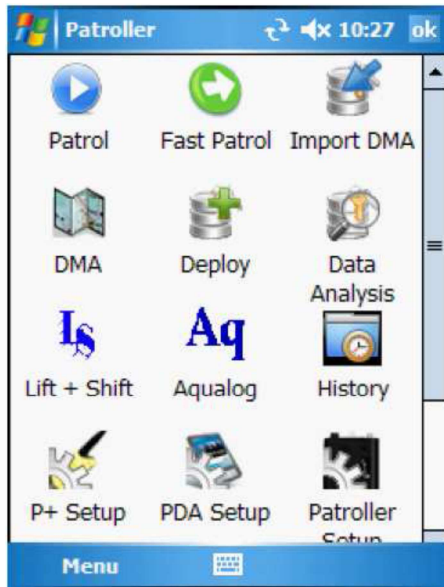 Patroller 10:27 ok
Patrol Fast Patrol Import DMA
DMA Deploy Data
Analysis
LS Aq
Lift + Shift Aqualog History
P+ Setup PDA Setup Patroller
Setup
Menu